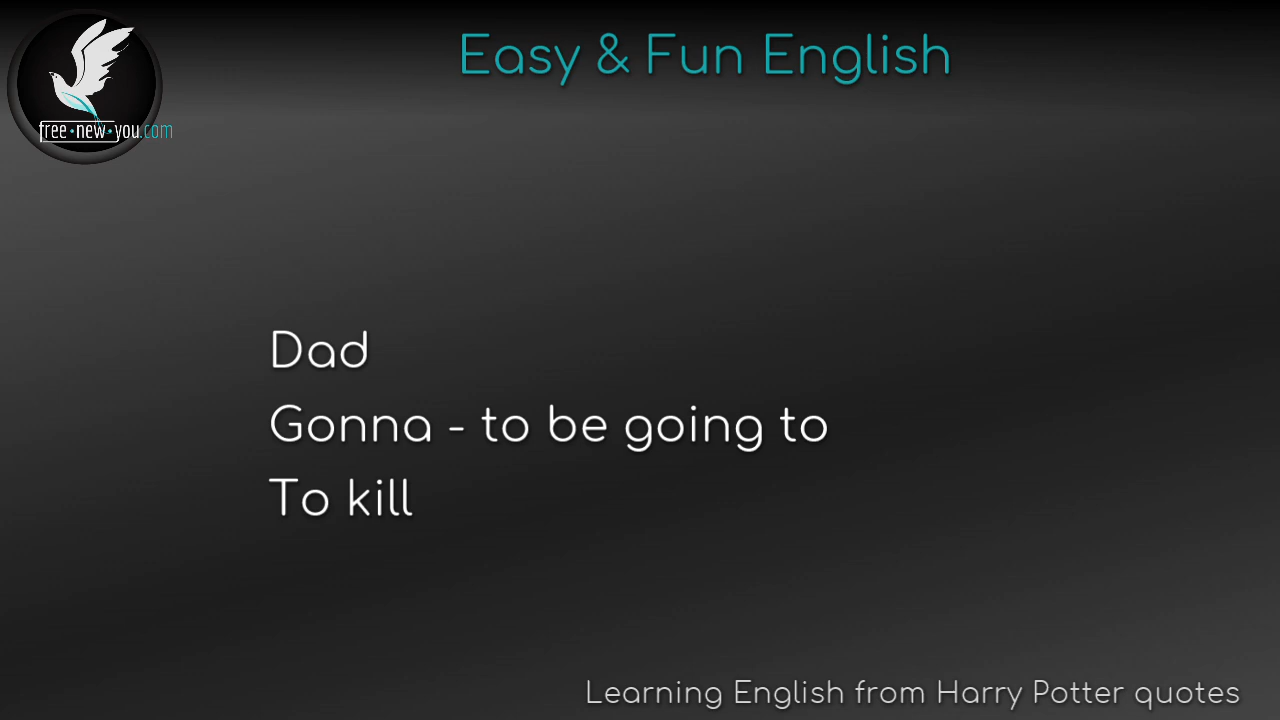 Easy & Fun English
free•new•you.com
Dad
Gonna - to be going to
To kill
Learning English from Harry Potter quotes